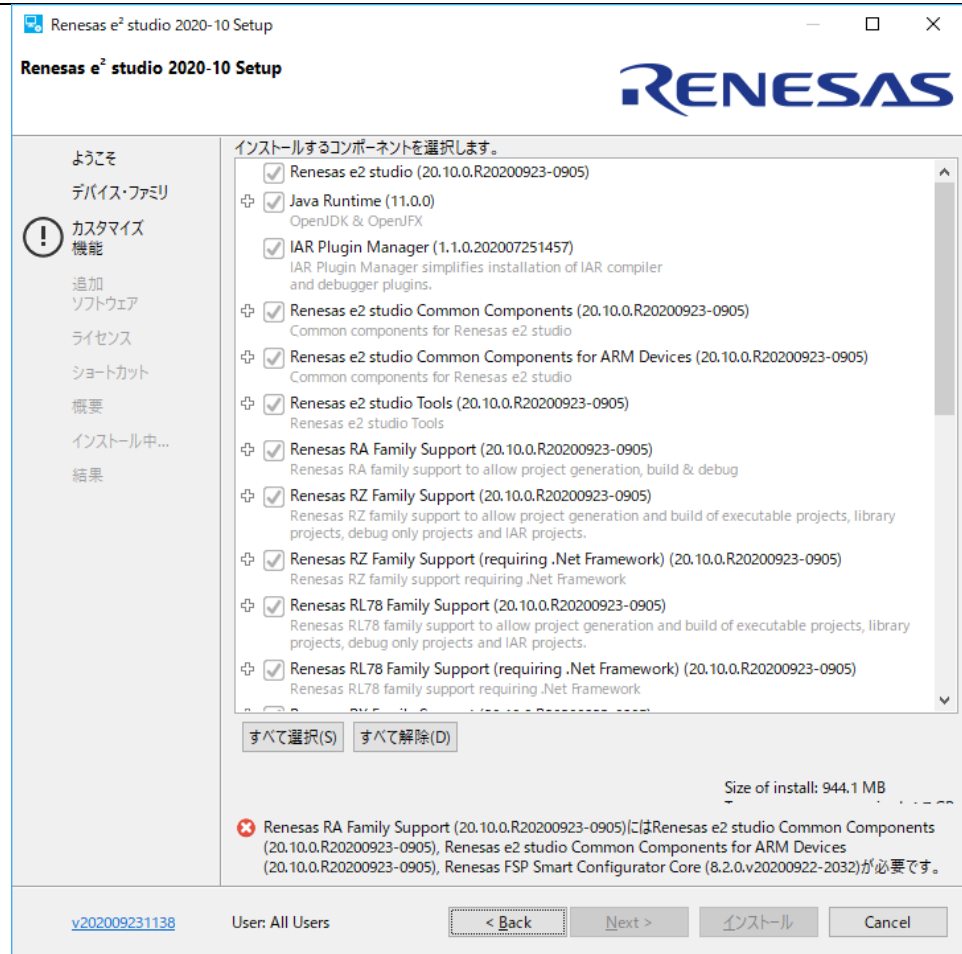 Renesas e² studio 2020-10 Setup
Renesas e² studio 2020-10 Setup
RENESAS
ようこそ
デバイス・ファミリ
カスタマイズ
機能
追加
ソフトウェア
ライセンス
ショートカット
概要
インストール中...
結果
インストールするコンポーネントを選択します。
Renesas e2 studio (20.10.0.R20200923-0905)
Java Runtime (11.0.0)
OpenJDK & OpenJFX
IAR Plugin Manager (1.1.0.202007251457)
IAR Plugin Manager simplifies installation of IAR compiler
and debugger plugins.
Renesas e2 studio Common Components (20.10.0.R20200923-0905)
Common components for Renesas e2 studio
Renesas e2 studio Common Components for ARM Devices (20.10.0.R20200923-0905)
Common components for Renesas e2 studio
Renesas e2 studio Tools (20.10.0.R20200923-0905)
Renesas e2 studio Tools
Renesas RA Family Support (20.10.0.R20200923-0905)
Renesas RA family support to allow project generation, build & debug
Renesas RZ Family Support (20.10.0.R20200923-0905)
Renesas RZ family support to allow project generation and build of executable projects, library
projects, debug only projects and IAR projects.
Renesas RZ Family Support (requiring .Net Framework) (20.10.0.R20200923-0905)
Renesas RZ family support requiring .Net Framework
Renesas RL78 Family Support (20.10.0.R20200923-0905)
Renesas RL78 family support to allow project generation and build of executable projects, library
projects, debug only projects and IAR projects.
Renesas RL78 Family Support (requiring .Net Framework) (20.10.0.R20200923-0905)
Renesas RL78 family support requiring .Net Framework
すべて選択(S) すべて解除(D)
Size of install: 944.1 MB
Renesas RA Family Support (20.10.0.R20200923-0905)にはRenesas e2 studio Common Components
(20.10.0.R20200923-0905), Renesas e2 studio Common Components for ARM Devices
(20.10.0.R20200923-0905), Renesas FSP Smart Configurator Core (8.2.0.v20200922-2032)が必要です。
v202009231138 User: All Users < Back Next > インストール Cancel